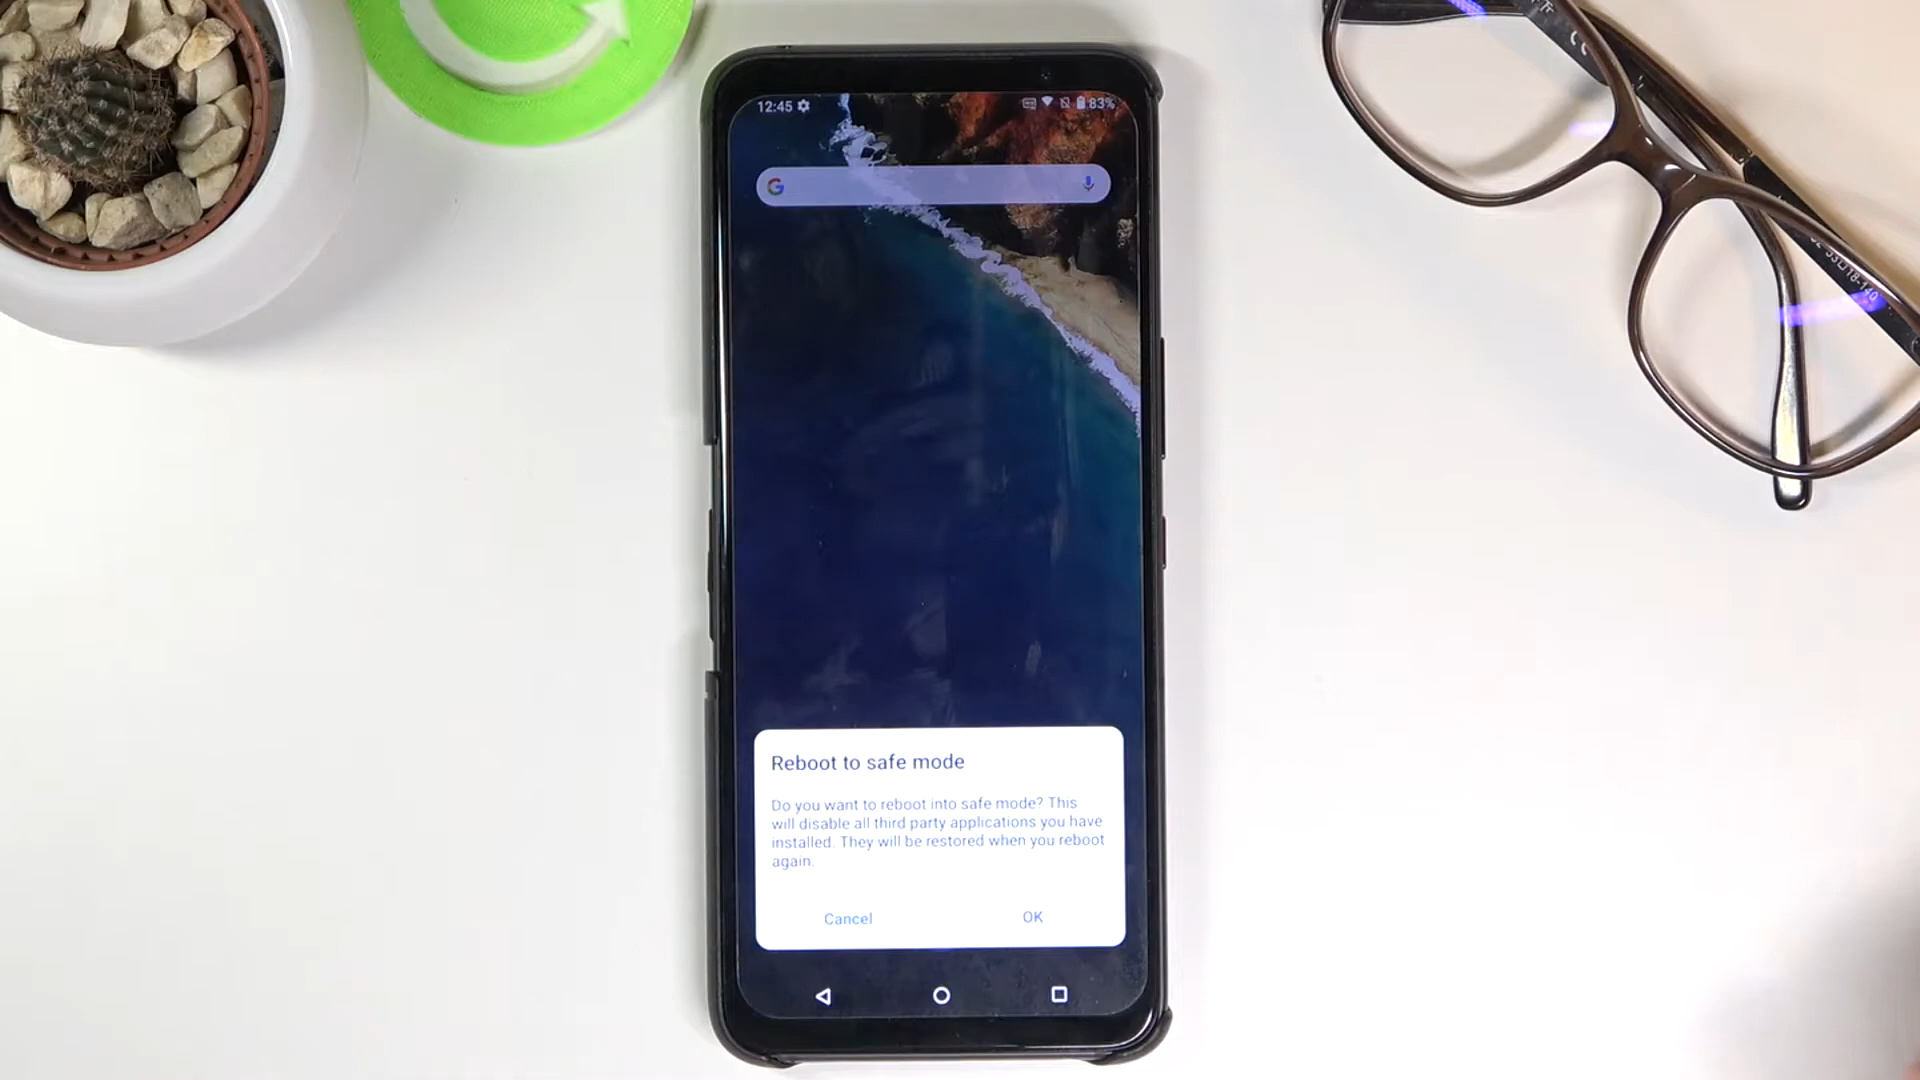 12:45
83%
Reboot to safe mode
Do you want to reboot into safe mode? This
will disable all third party applications you have
installed. They will be restored when you reboot
again.
Cancel
OK